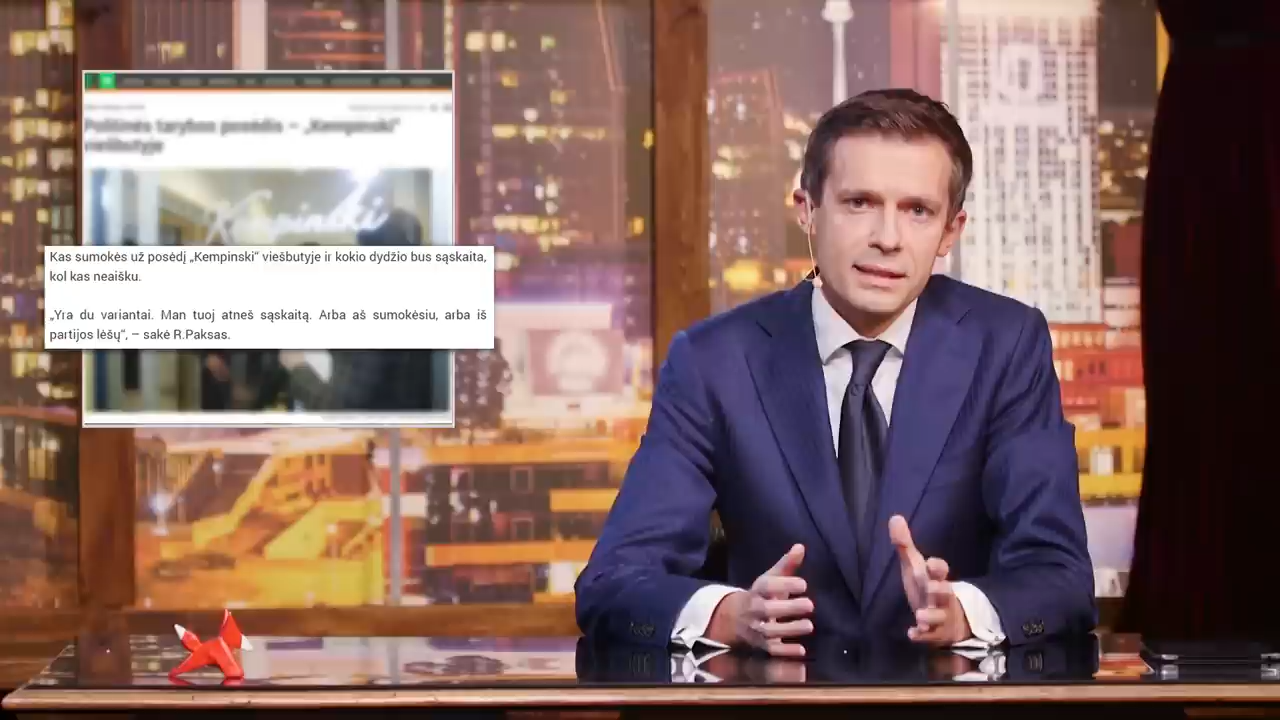 Politinės tarybos posėdis – „Kempinski“
viešbutyje
Kempinski
Kas sumokės už posėdį „Kempinski“ viešbutyje ir kokio dydžio bus sąskaita,
kol kas neaišku.
„Yra du variantai. Man tuoj atneš sąskaitą. Arba aš sumokėsiu, arba iš
partijos lėšų“, – sakė R.Paksas.